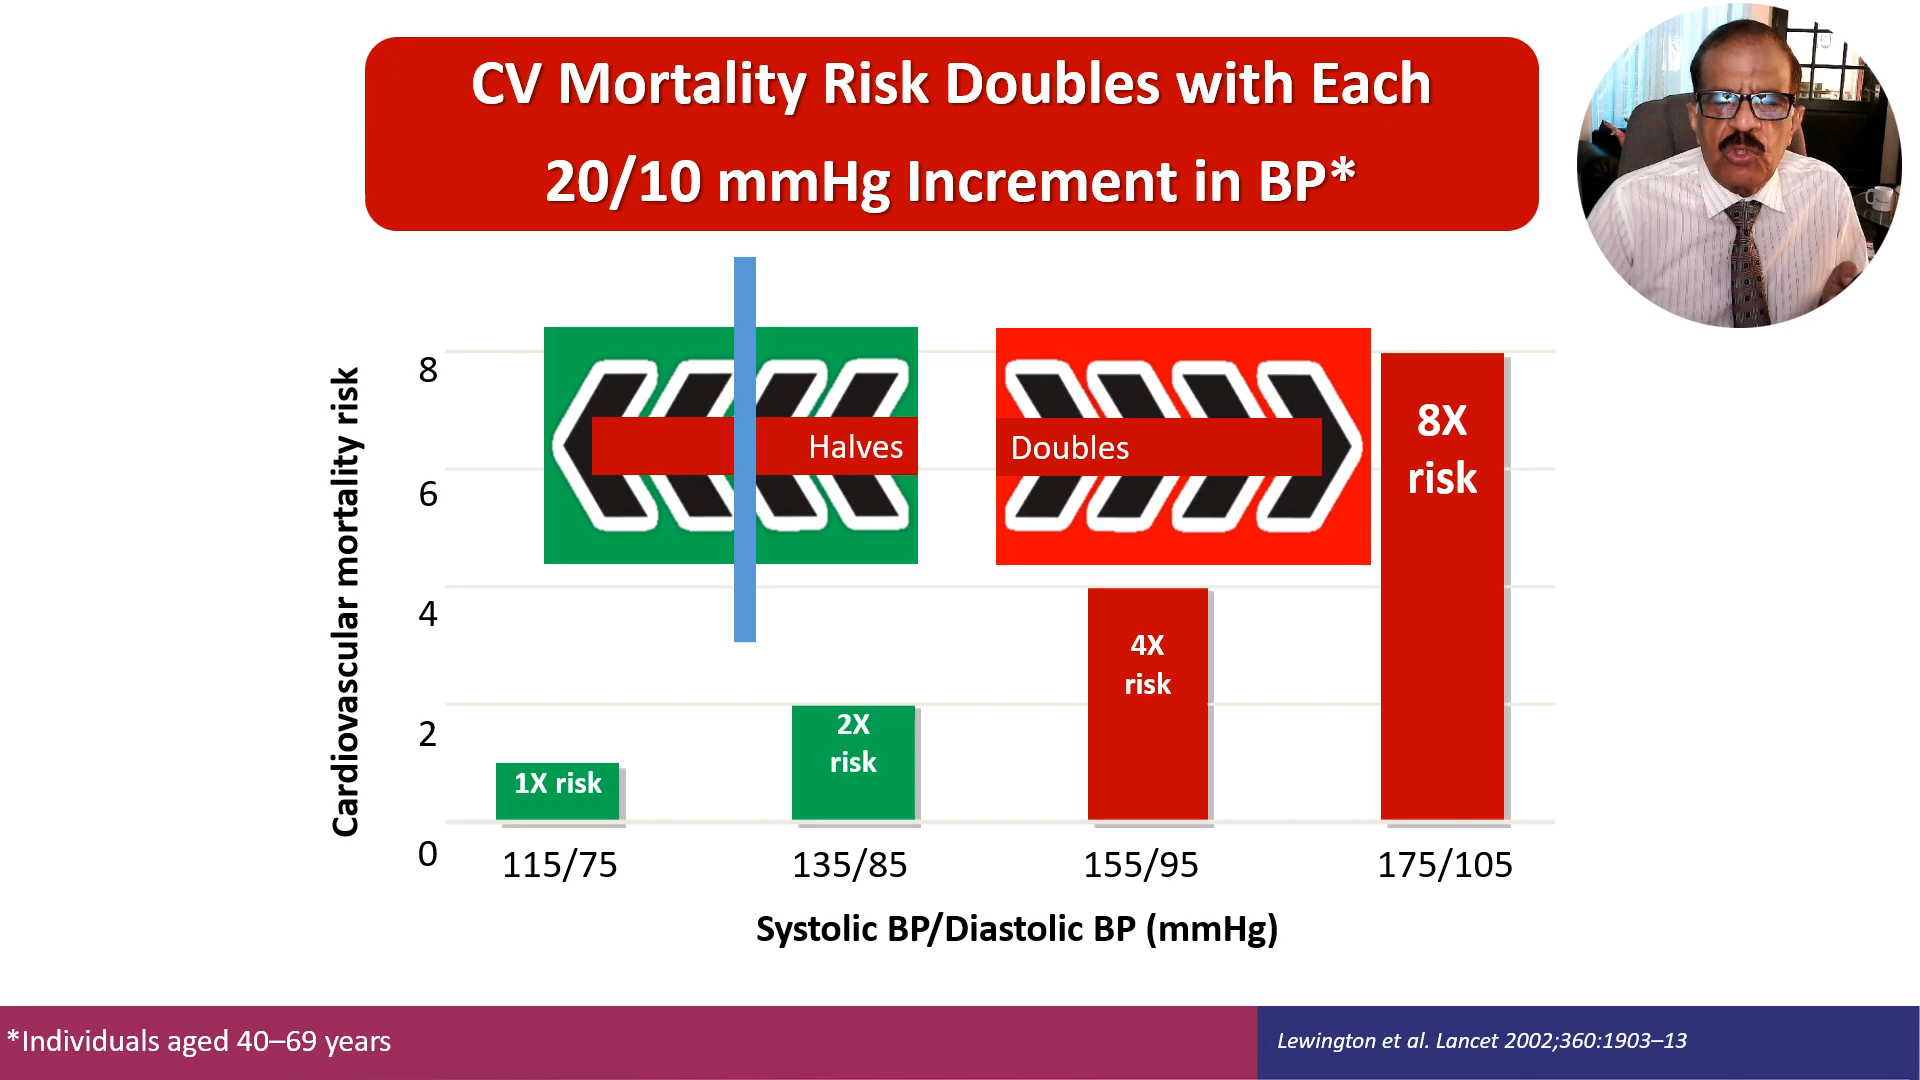 CV Mortality Risk Doubles with Each
20/10 mmHg Increment in BP*
Cardiovascular mortality risk
8
6
4
2
0
Halves
Doubles
1X risk
2X
risk
4X
risk
8X
risk
115/75
135/85
155/95
175/105
Systolic BP/Diastolic BP (mmHg)
*Individuals aged 40–69 years
Lewington et al. Lancet 2002;360:1903–13